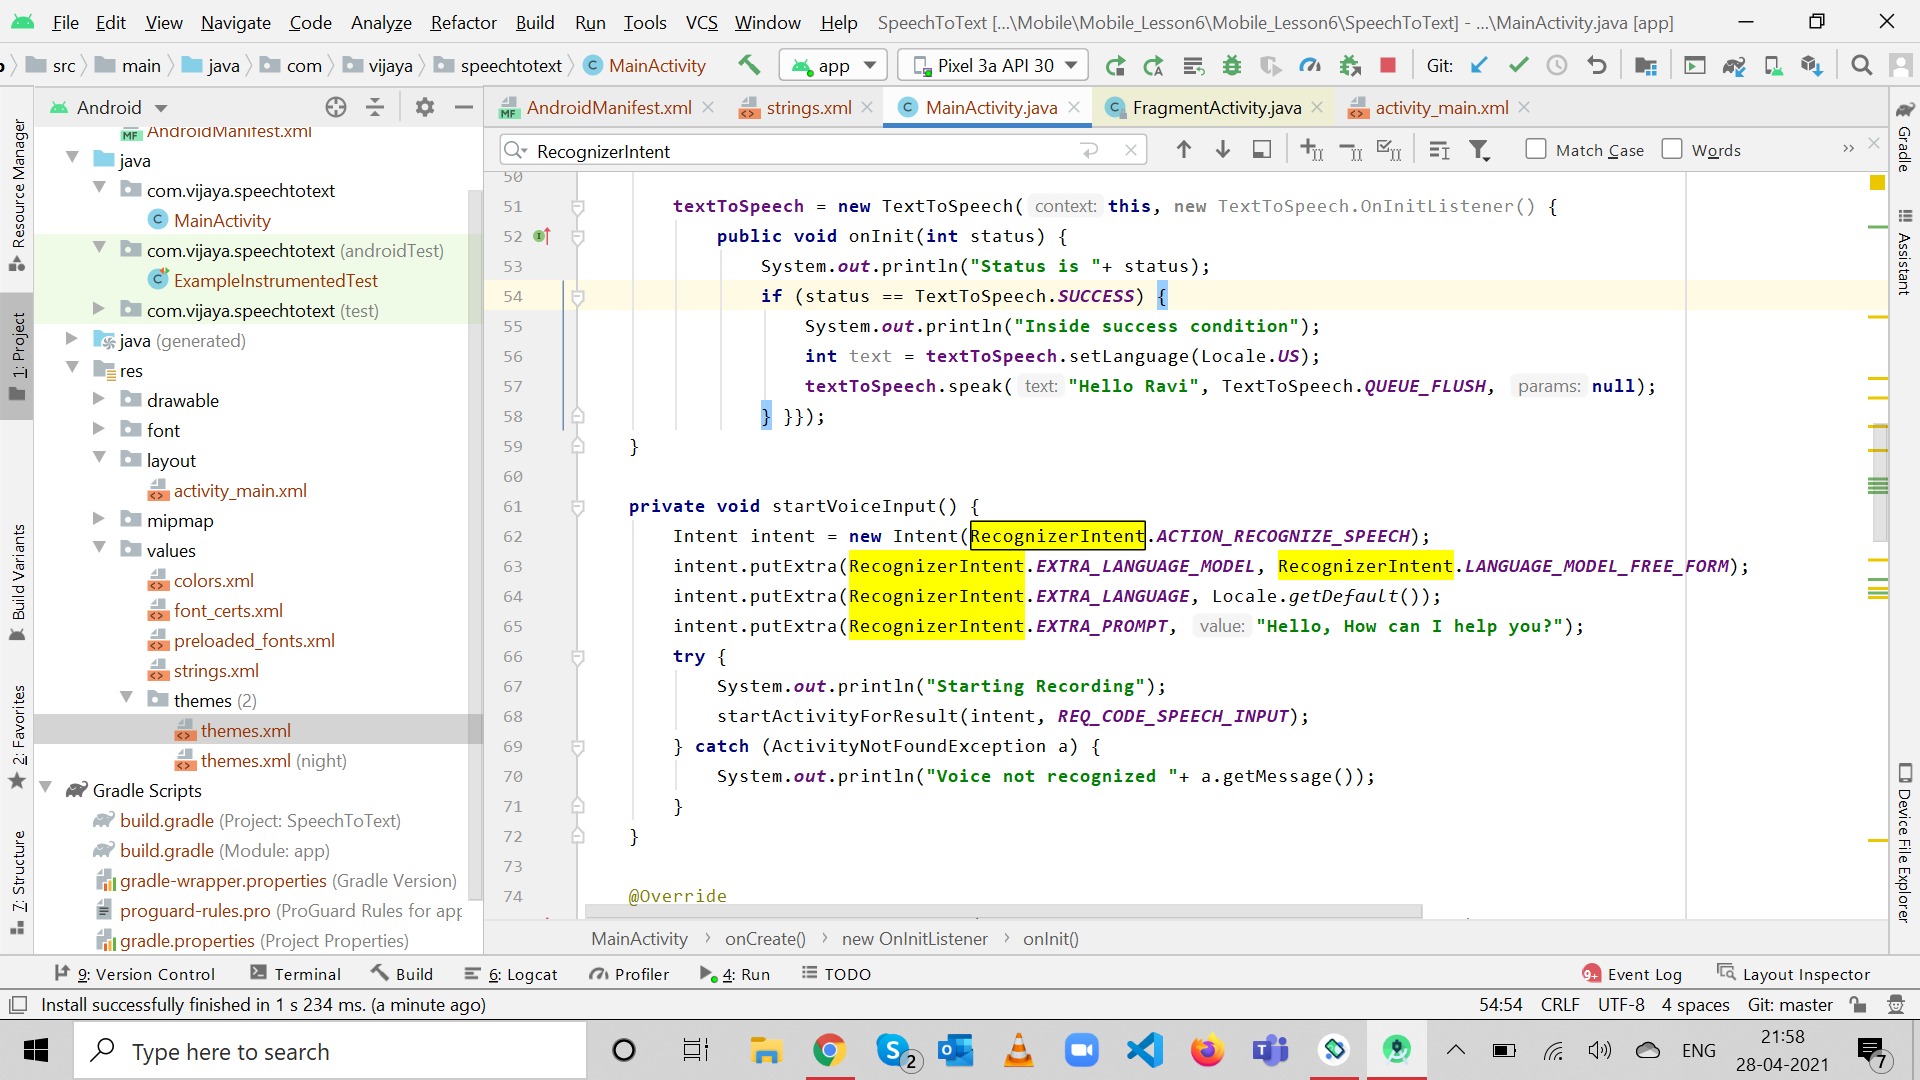 File Edit View Navigate Code Analyze Refactor Build Run Tools VCS Window Help SpeechToText [...\Mobile\Mobile_Lesson6\Mobile_Lesson6\SpeechToText] - ...\MainActivity.java [app]
src main java com vijaya speechtotext MainActivity app Pixel 3a API 30 Git:
Android
AndroidManifest.xml strings.xml MainActivity.java FragmentActivity.java activity_main.xml
RecognizerIntent Match Case Words
AndroidManifest.xml
java
com.vijaya.speechtotext
MainActivity
com.vijaya.speechtotext (androidTest)
ExampleInstrumentedTest
com.vijaya.speechtotext (test)
java (generated)
res
drawable
font
layout
activity_main.xml
mipmap
values
colors.xml
font_certs.xml
preloaded_fonts.xml
strings.xml
themes (2)
themes.xml
themes.xml (night)
Gradle Scripts
build.gradle (Project: SpeechToText)
build.gradle (Module: app)
gradle-wrapper.properties (Gradle Version)
proguard-rules.pro (ProGuard Rules for app
gradle.properties (Project Properties)
Resource Manager
1: Project
Build Variants
2: Favorites
7: Structure
50
51 textToSpeech = new TextToSpeech( context: this, new TextToSpeech.OnInitListener() {
52 public void onInit(int status) {
53 System.out.println("Status is "+ status);
54 if (status == TextToSpeech.SUCCESS) {
55 System.out.println("Inside success condition");
56 int text = textToSpeech.setLanguage(Locale.US);
57 textToSpeech.speak( text: "Hello Ravi", TextToSpeech.QUEUE_FLUSH, params: null);
58 } }});
59 }
60
61 private void startVoiceInput() {
62 Intent intent = new Intent(RecognizerIntent.ACTION_RECOGNIZE_SPEECH);
63 intent.putExtra(RecognizerIntent.EXTRA_LANGUAGE_MODEL, RecognizerIntent.LANGUAGE_MODEL_FREE_FORM);
64 intent.putExtra(RecognizerIntent.EXTRA_LANGUAGE, Locale.getDefault());
65 intent.putExtra(RecognizerIntent.EXTRA_PROMPT, value: "Hello, How can I help you?");
66 try {
67 System.out.println("Starting Recording");
68 startActivityForResult(intent, REQ_CODE_SPEECH_INPUT);
69 } catch (ActivityNotFoundException a) {
70 System.out.println("Voice not recognized "+ a.getMessage());
71 }
72 }
73
74 @Override
Gradle
Assistant
Device File Explorer
MainActivity onCreate() new OnInitListener onInit()
9: Version Control Terminal Build 6: Logcat Profiler 4: Run TODO 9+ Event Log Layout Inspector
Install successfully finished in 1 s 234 ms. (a minute ago) 54:54 CRLF UTF-8 4 spaces Git: master
Type here to search 2 ENG 21:58
28-04-2021 7